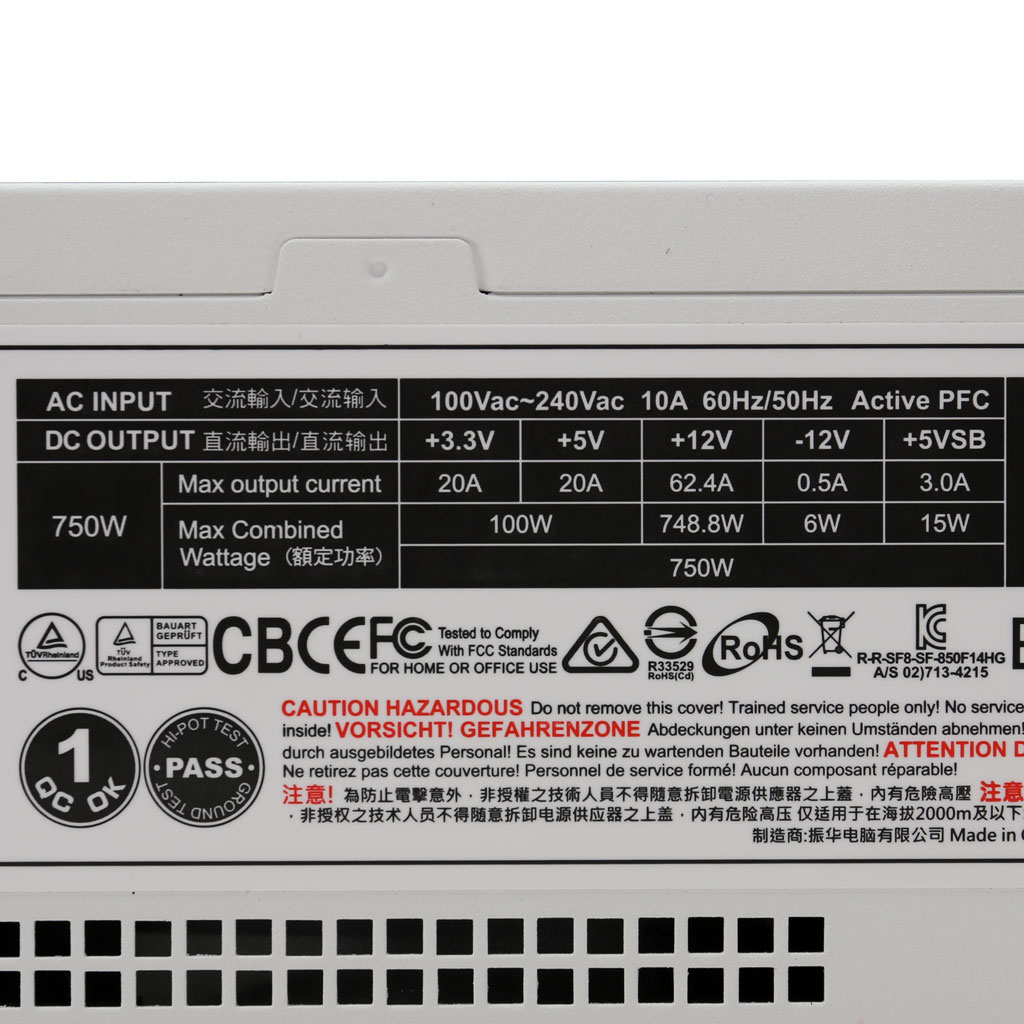 AC INPUT 交流輸入/交流输入 100Vac~240Vac 10A 60Hz/50Hz Active PFC
DC OUTPUT 直流輸出/直流输出 +3.3V +5V +12V -12V +5VSB
750W
Max output current 20A 20A 62.4A 0.5A 3.0A
Max Combined Wattage (額定功率) 100W 748.8W 6W 15W
750W
TÜVRheinland
C US
TÜV Rheinland Product Safety
BAUART GEPRÜFT
TYPE APPROVED
CB CE FC
Tested to Comply
With FCC Standards
FOR HOME OR OFFICE USE
R33529
RoHS(Cd)
RoHS
R-R-SF8-SF-850F14HG
A/S 02)713-4215
1
QC OK
HI-POT TEST
PASS
GROUND TEST
CAUTION HAZARDOUS Do not remove this cover! Trained service people only! No service
inside! VORSICHT! GEFAHRENZONE Abdeckungen unter keinen Umständen abnehmen!
durch ausgebildetes Personal! Es sind keine zu wartenden Bauteile vorhanden! ATTENTION D
Ne retirez pas cette couverture! Personnel de service formé! Aucun composant réparable!
注意! 為防止電擊意外﹐非授權之技術人員不得隨意拆卸電源供應器之上蓋﹐內有危險高壓 注意
﹐非授权之技术人员不得随意拆卸电源供应器之上盖﹐内有危险高压 仅适用于在海拔2000m及以下
制造商:振华电脑有限公司 Made in